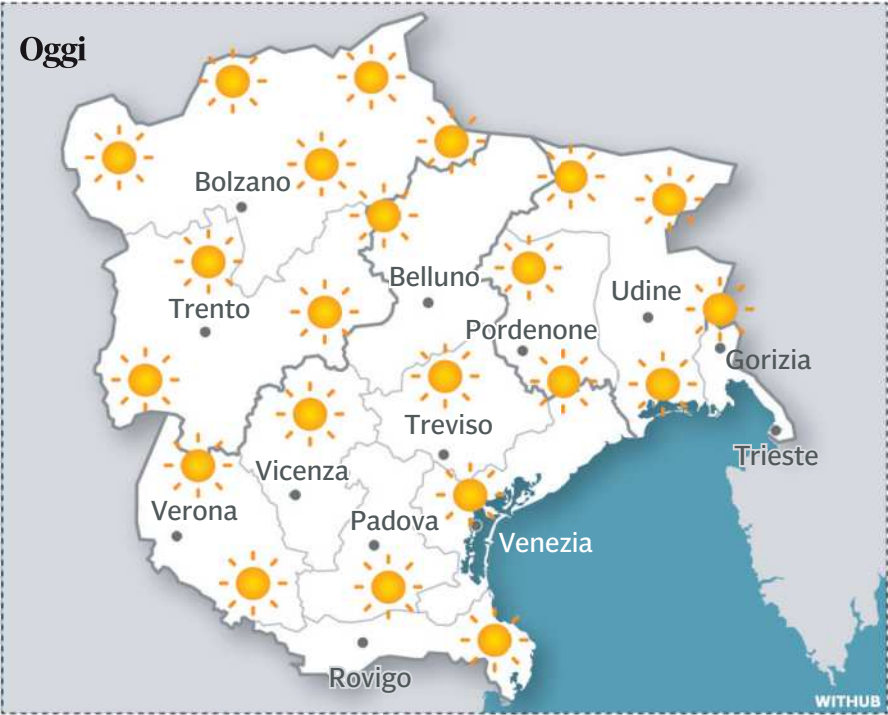 Oggi
Bolzano
Belluno
Udine
Trento
Pordenone
Gorizia
Treviso
Trieste
Vicenza
Verona
Padova
Venezia
Rovigo
WITHUB